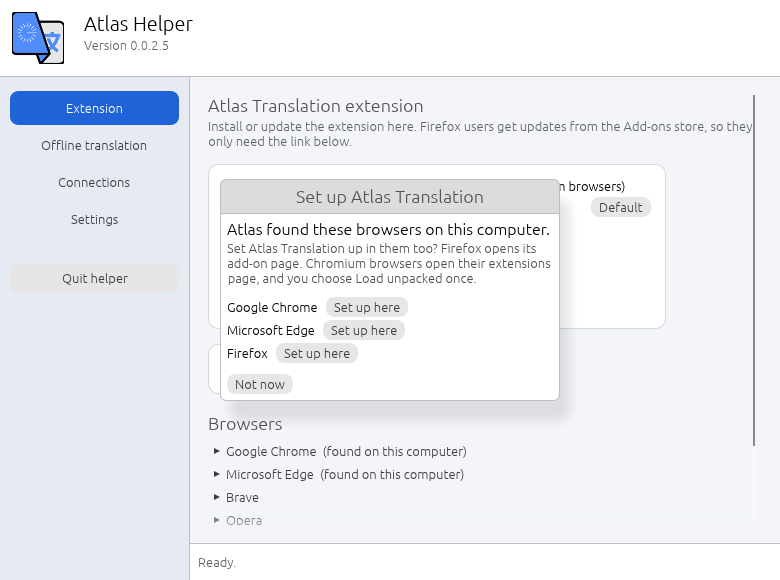 Atlas Helper
Version 0.0.2.5
Extension
Offline translation
Connections
Settings
Quit helper
Atlas Translation extension
Install or update the extension here. Firefox users get updates from the Add-ons store, so they
only need the link below.
m browsers)
Default
Set up Atlas Translation
Atlas found these browsers on this computer.
Set Atlas Translation up in them too? Firefox opens its
add-on page. Chromium browsers open their extensions
page, and you choose Load unpacked once.
Google Chrome Set up here
Microsoft Edge Set up here
Firefox Set up here
Not now
Browsers
Google Chrome (found on this computer)
Microsoft Edge (found on this computer)
Brave
Opera
Ready.